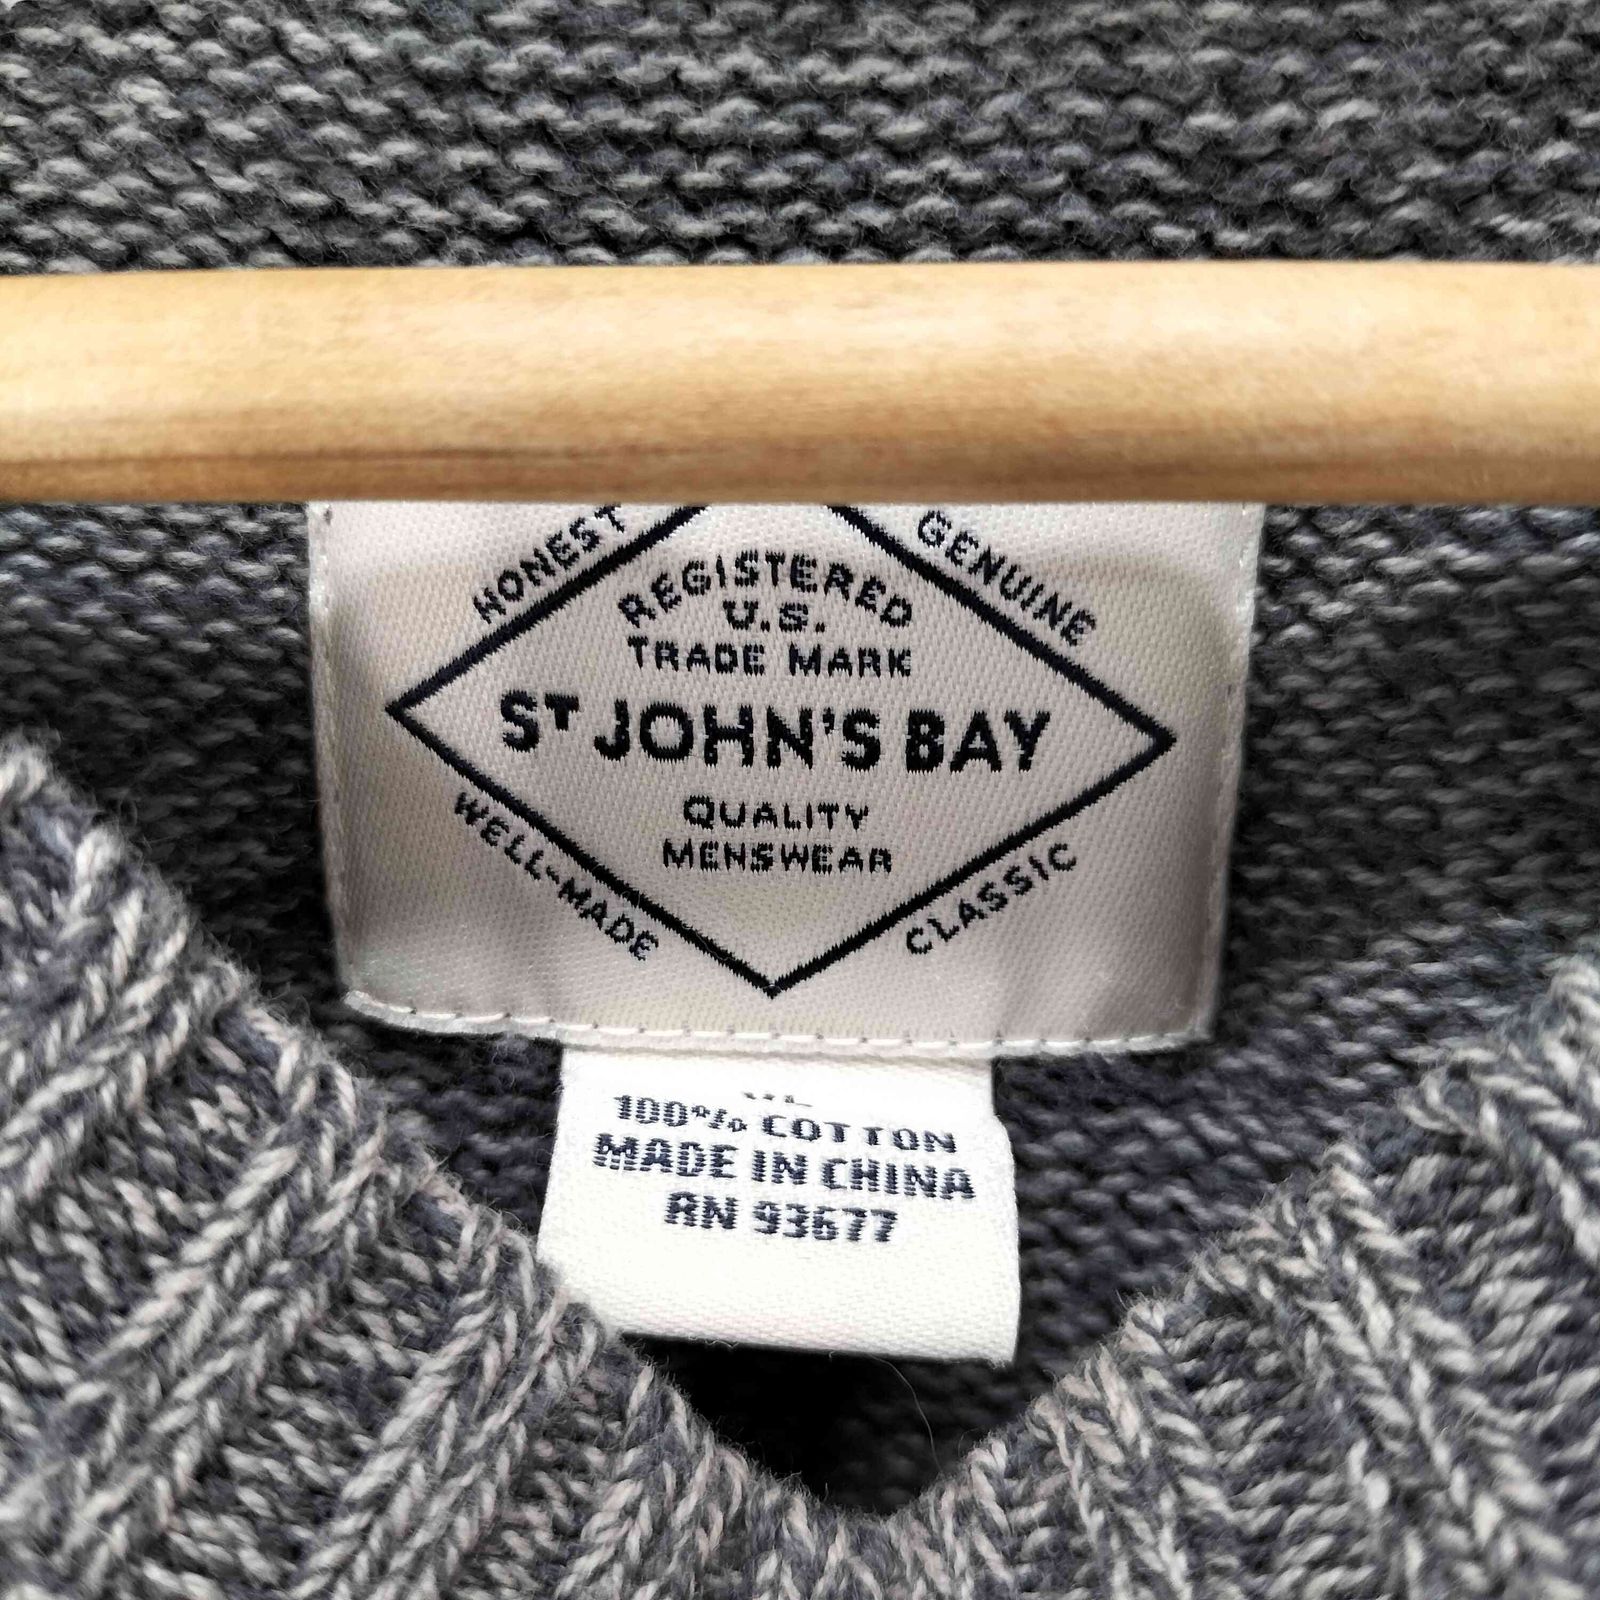 HONEST
GENUINE
REGISTERED
U.S.
TRADE MARK
ST JOHN'S BAY
QUALITY
MENSWEAR
WELL-MADE
CLASSIC
100% COTTON
MADE IN CHINA
RN 93677